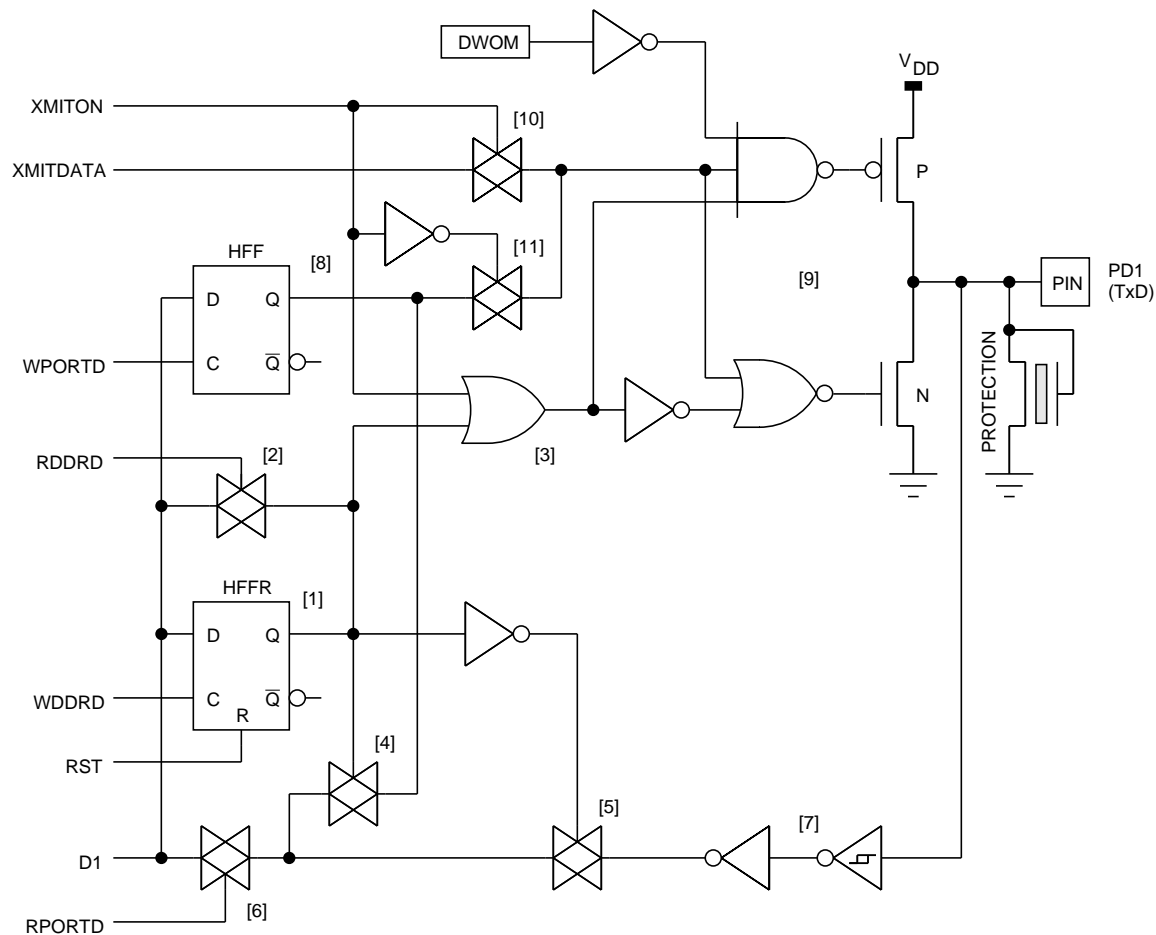 DWOM
VDD
XMITON
[10]
XMITDATA
P
HFF
[8]
[11]
D
Q
[9]
PIN
PD1
(TxD)
WPORTD
C
Q
PROTECTION
N
RDDRD
[2]
[3]
HFFR
[1]
D
Q
WDDRD
C
Q
R
RST
[4]
[5]
[7]
D1
[6]
RPORTD